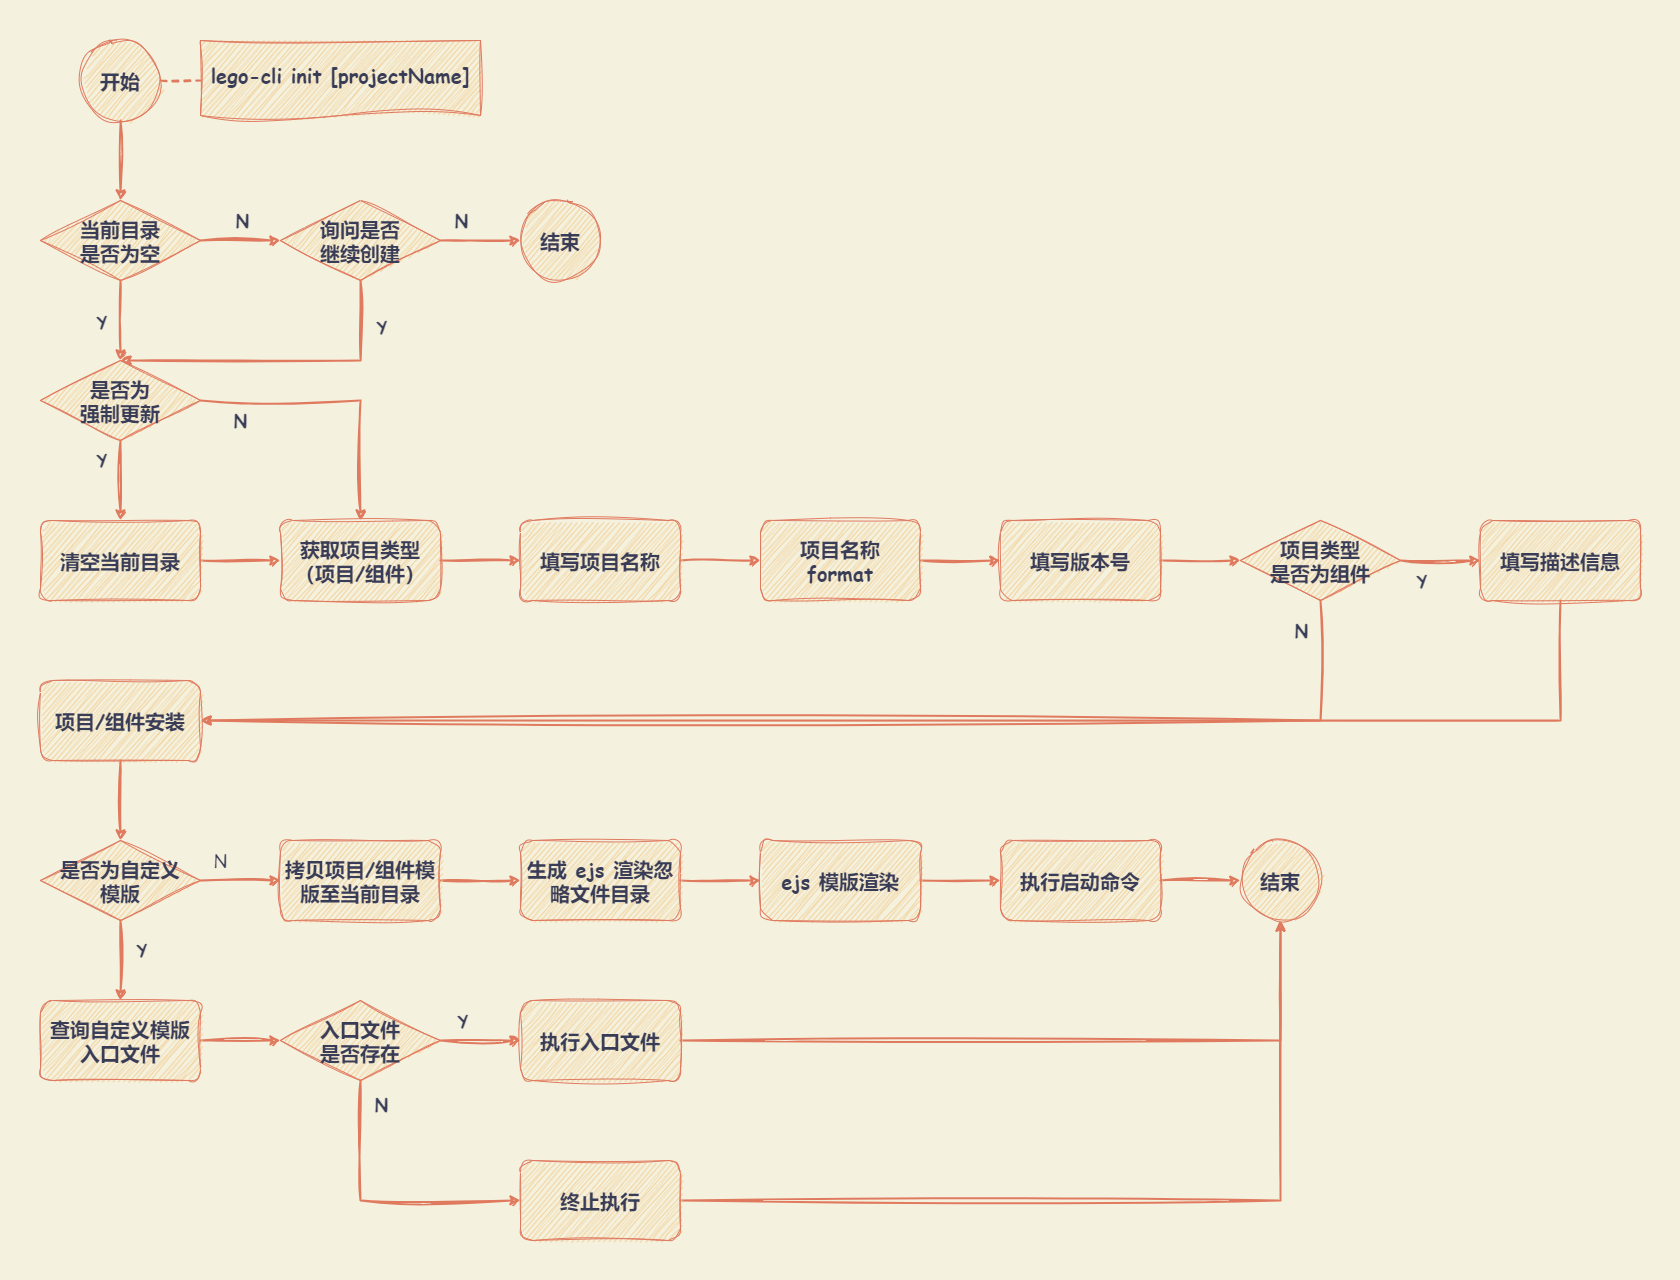 开始
lego-cli init [projectName]
当前目录
是否为空
N
询问是否
继续创建
N
结束
Y
Y
是否为
强制更新
N
Y
清空当前目录
获取项目类型
(项目/组件)
填写项目名称
项目名称
format
填写版本号
项目类型
是否为组件
Y
填写描述信息
N
项目/组件安装
是否为自定义
模版
N
拷贝项目/组件模
版至当前目录
生成 ejs 渲染忽
略文件目录
ejs 模版渲染
执行启动命令
结束
Y
查询自定义模版
入口文件
入口文件
是否存在
Y
执行入口文件
N
终止执行